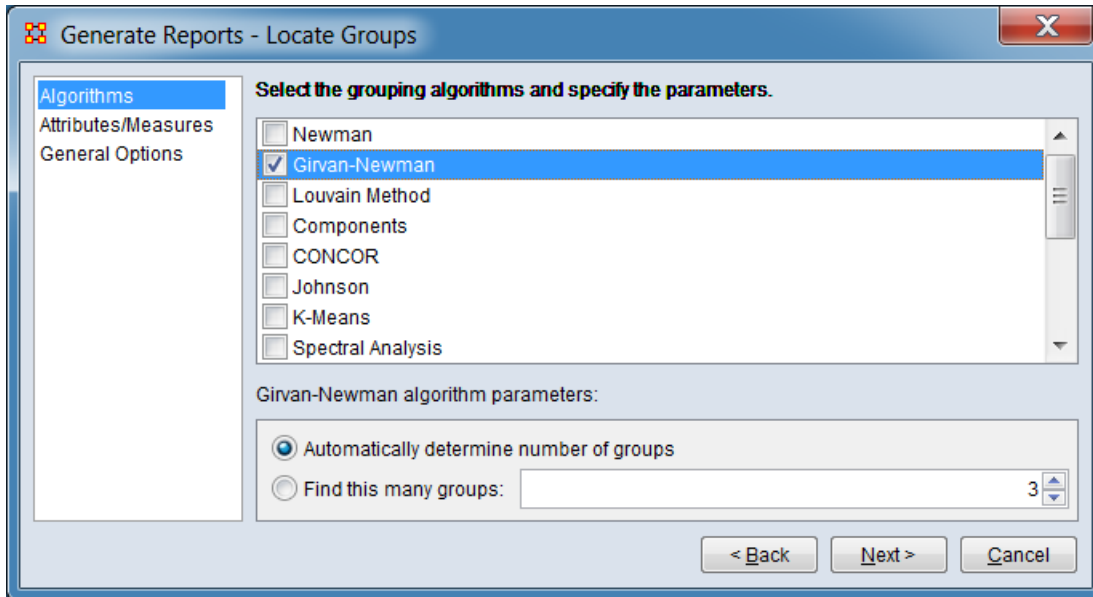 Generate Reports - Locate Groups
X
Algorithms
Attributes/Measures
General Options
Select the grouping algorithms and specify the parameters.
Newman
Girvan-Newman
Louvain Method
Components
CONCOR
Johnson
K-Means
Spectral Analysis
Girvan-Newman algorithm parameters:
Automatically determine number of groups
Find this many groups: 3
< Back Next > Cancel